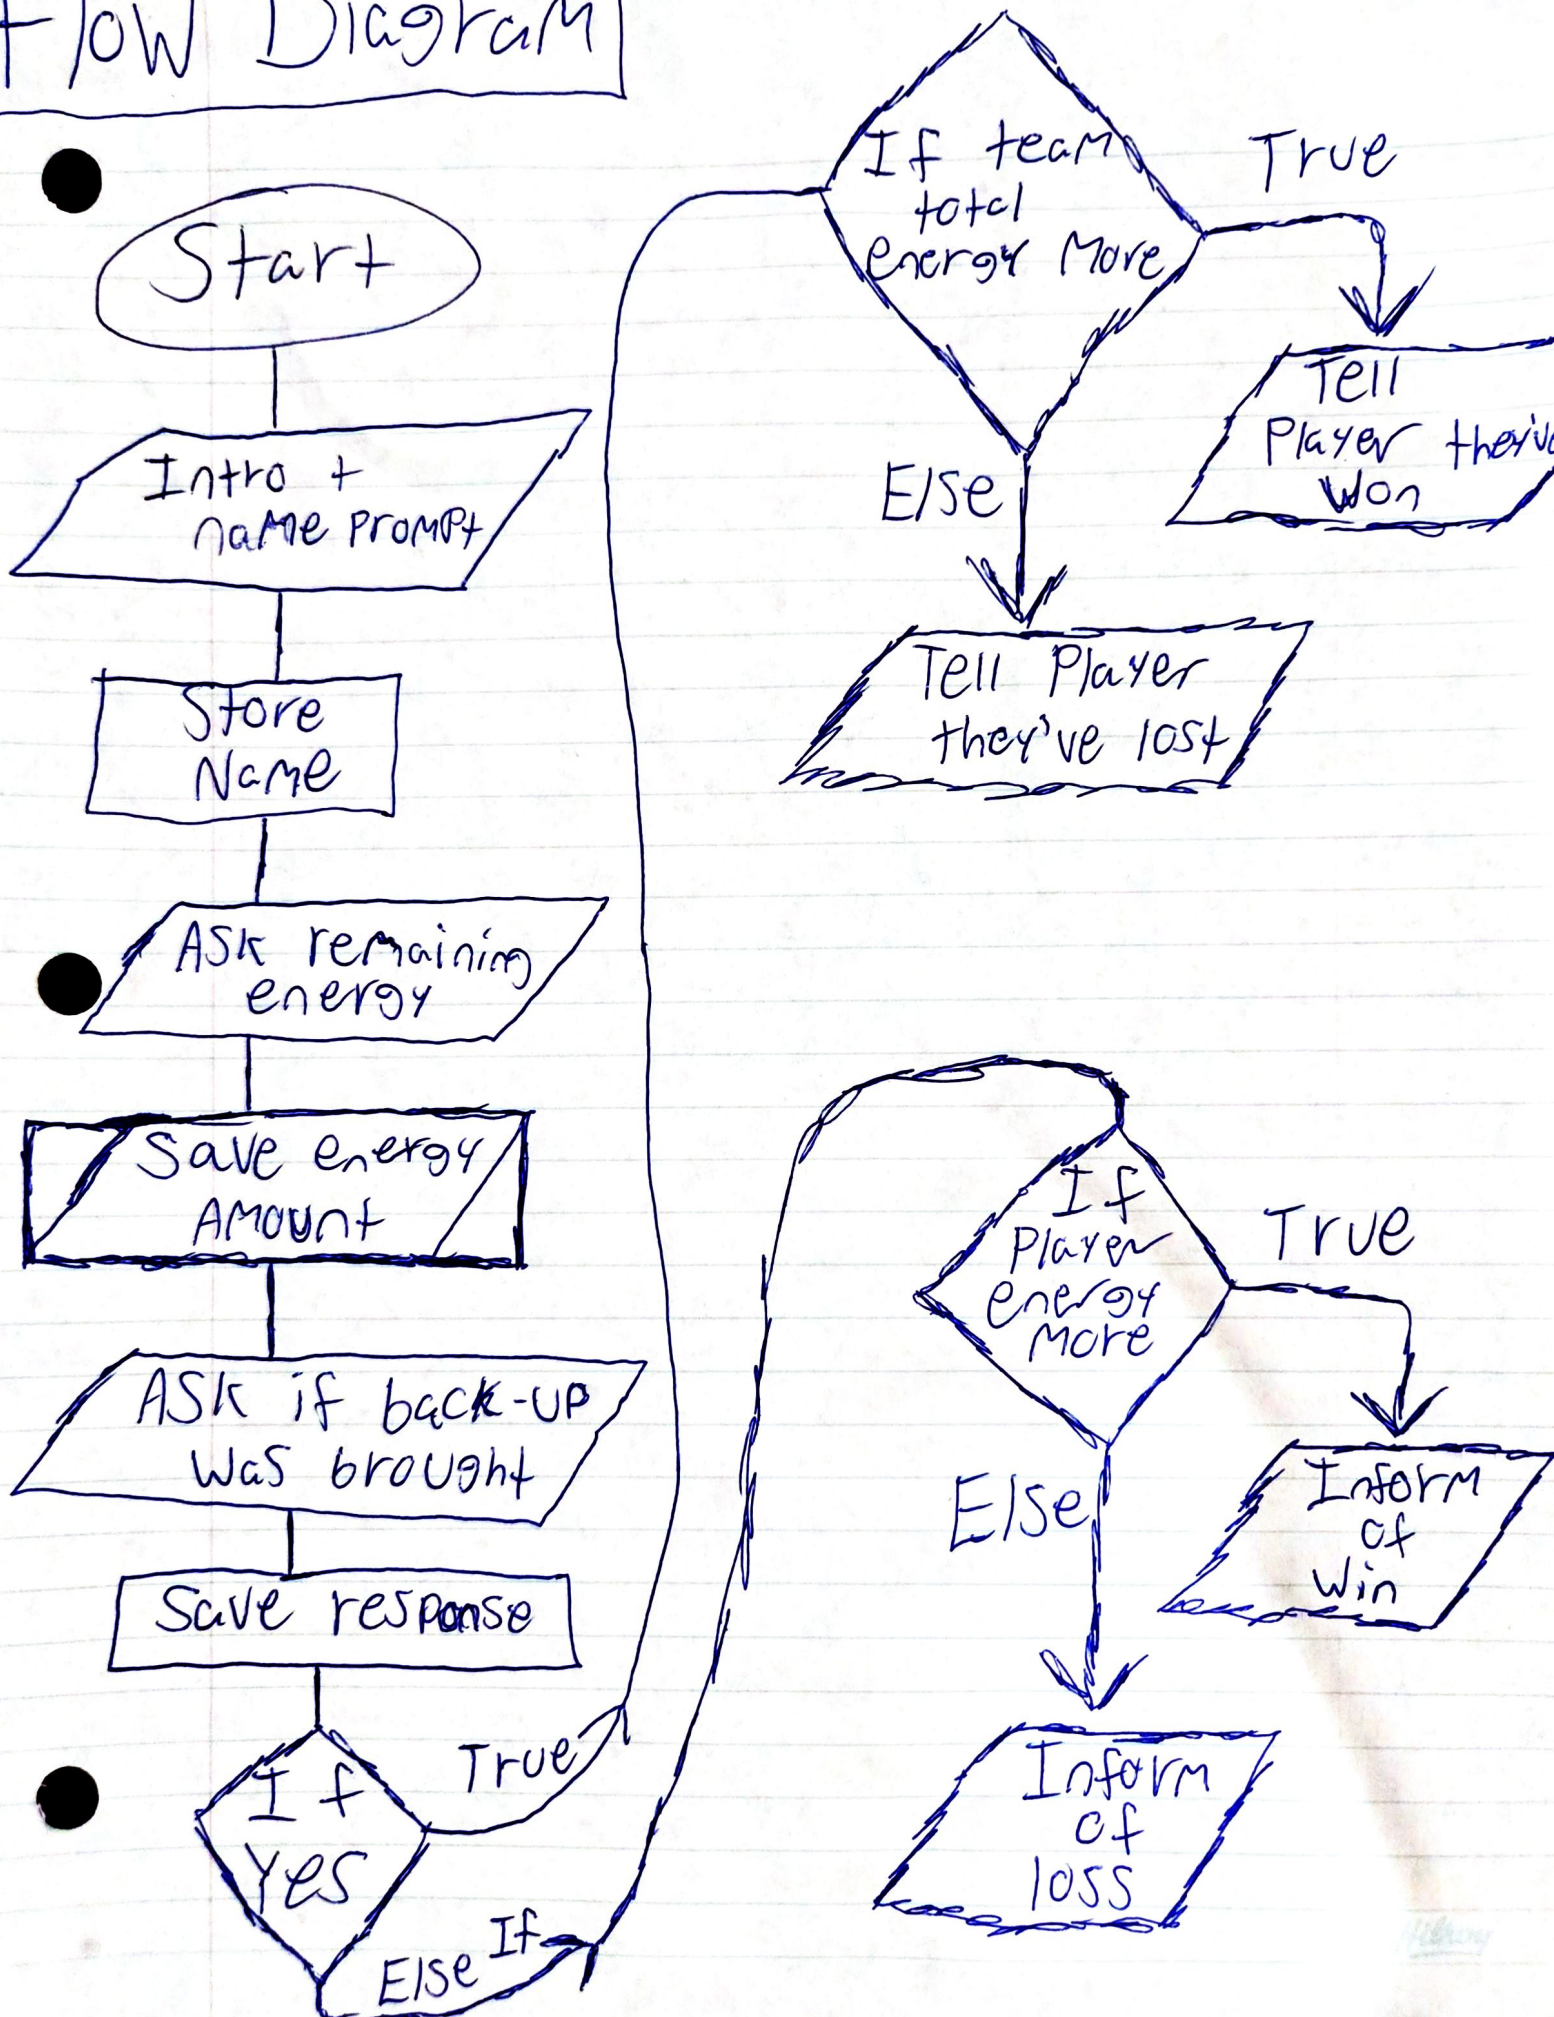 Flow Diagram
Start
Intro +
name prompt
Store
Name
Ask remaining
energy
Save energy
Amount
Ask if back-up
was brought
Save response
If
Yes
True
Else If
If team
total
energy More
True
Tell
Player they've
Won
Else
Tell Player
they've lost
If
Player
energy
More
True
Inform
of
Win
Else
Inform
of
loss
Hilroy